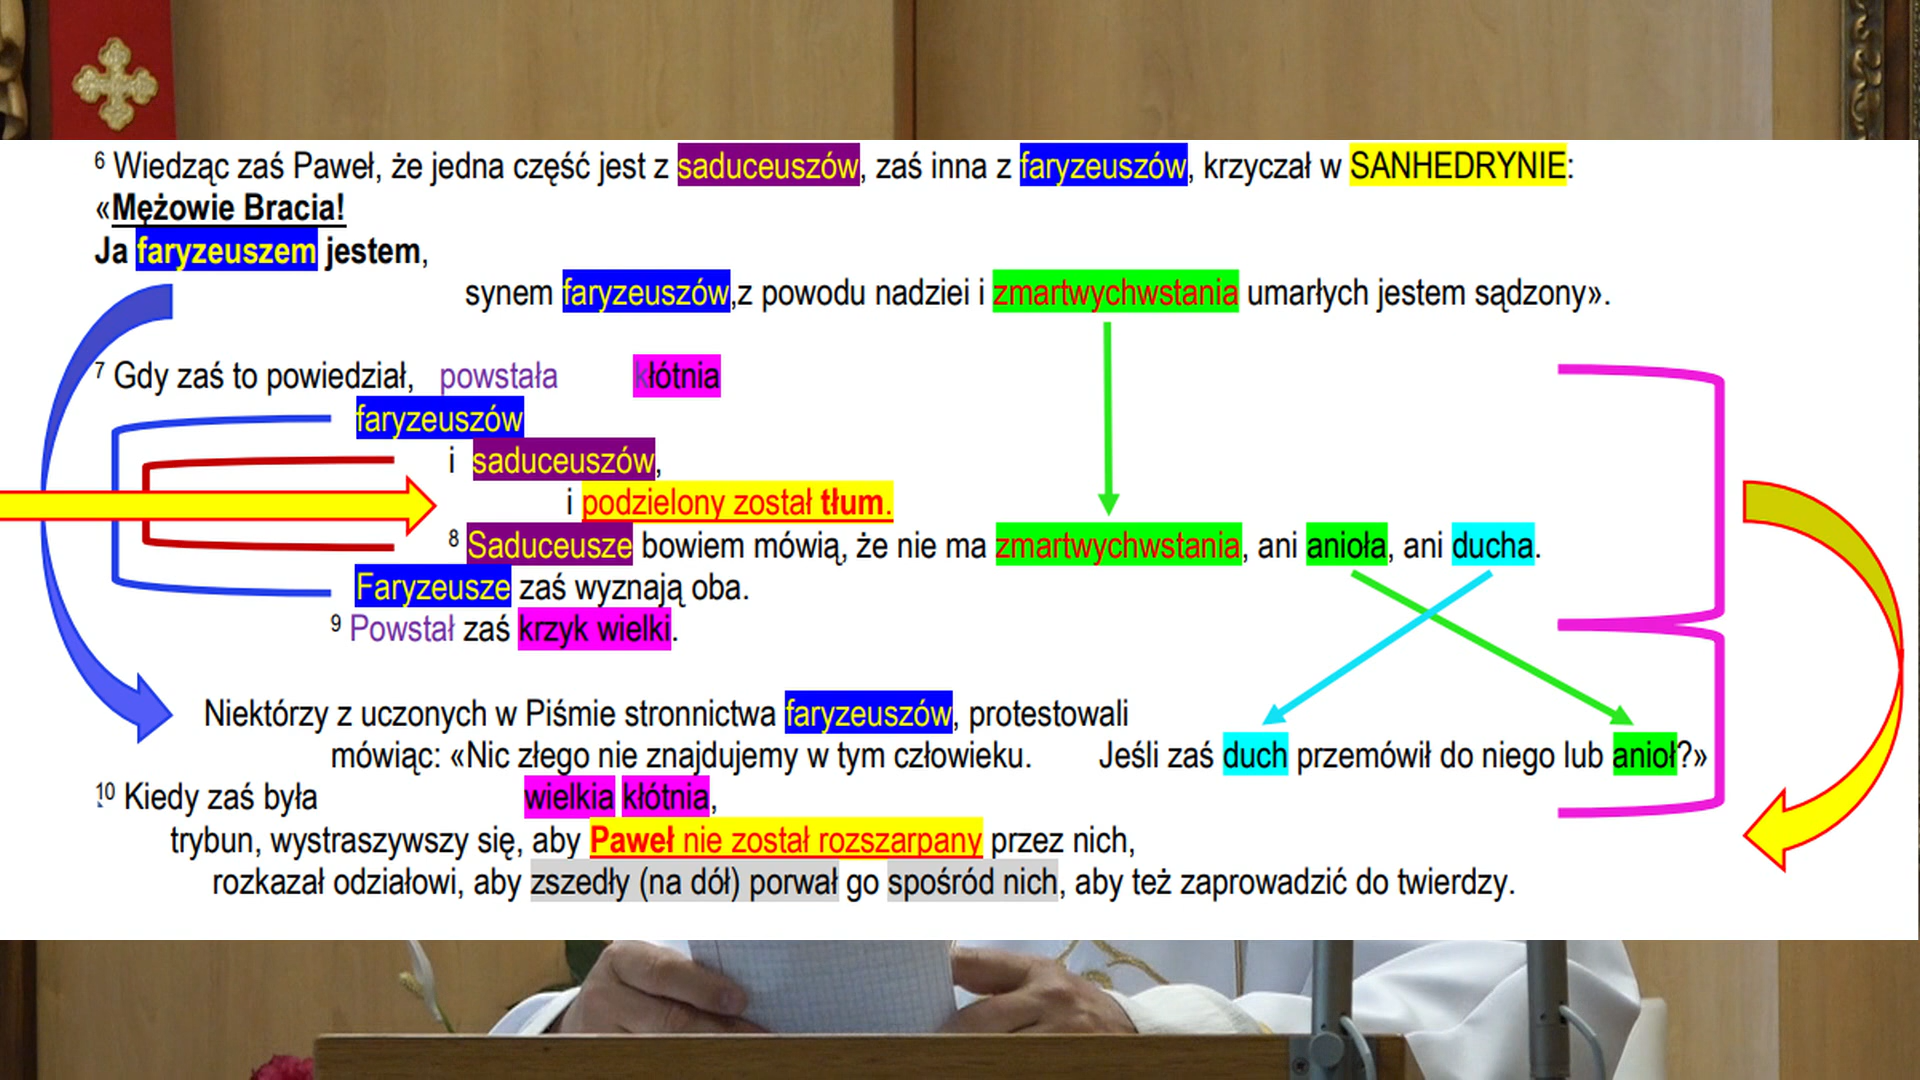 6 Wiedząc zaś Paweł, że jedna część jest z saduceuszów, zaś inna z faryzeuszów, krzyczał w SANHEDRYNIE:
«Mężowie Bracia!
Ja faryzeuszem jestem,
synem faryzeuszów,z powodu nadziei i zmartwychwstania umarłych jestem sądzony».
7 Gdy zaś to powiedział, powstała kłótnia
faryzeuszów
i saduceuszów,
i podzielony został tłum.
8 Saduceusze bowiem mówią, że nie ma zmartwychwstania, ani anioła, ani ducha.
Faryzeusze zaś wyznają oba.
9 Powstał zaś krzyk wielki.
Niektórzy z uczonych w Piśmie stronnictwa faryzeuszów, protestowali
mówiąc: «Nic złego nie znajdujemy w tym człowieku. Jeśli zaś duch przemówił do niego lub anioł?»
10 Kiedy zaś była wielkia kłótnia,
trybun, wystraszywszy się, aby Paweł nie został rozszarpany przez nich,
rozkazał odziałowi, aby zszedły (na dół) porwał go spośród nich, aby też zaprowadzić do twierdzy.